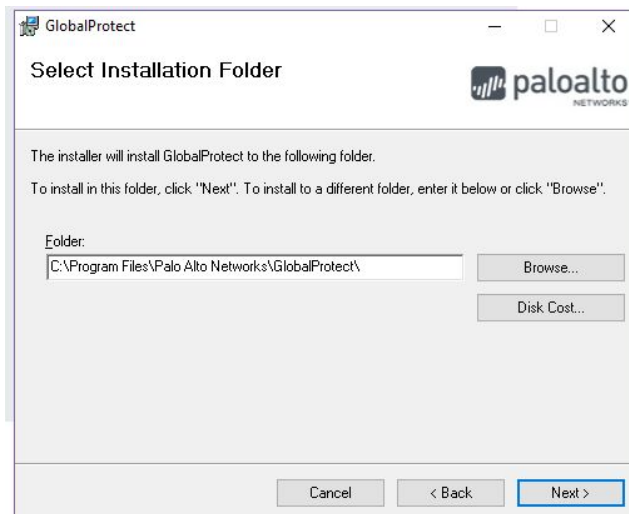 GlobalProtect
Select Installation Folder
paloalto
NETWORKS
The installer will install GlobalProtect to the following folder.
To install in this folder, click "Next". To install to a different folder, enter it below or click "Browse".
Folder:
C:\Program Files\Palo Alto Networks\GlobalProtect\
Browse...
Disk Cost...
Cancel
< Back
Next >